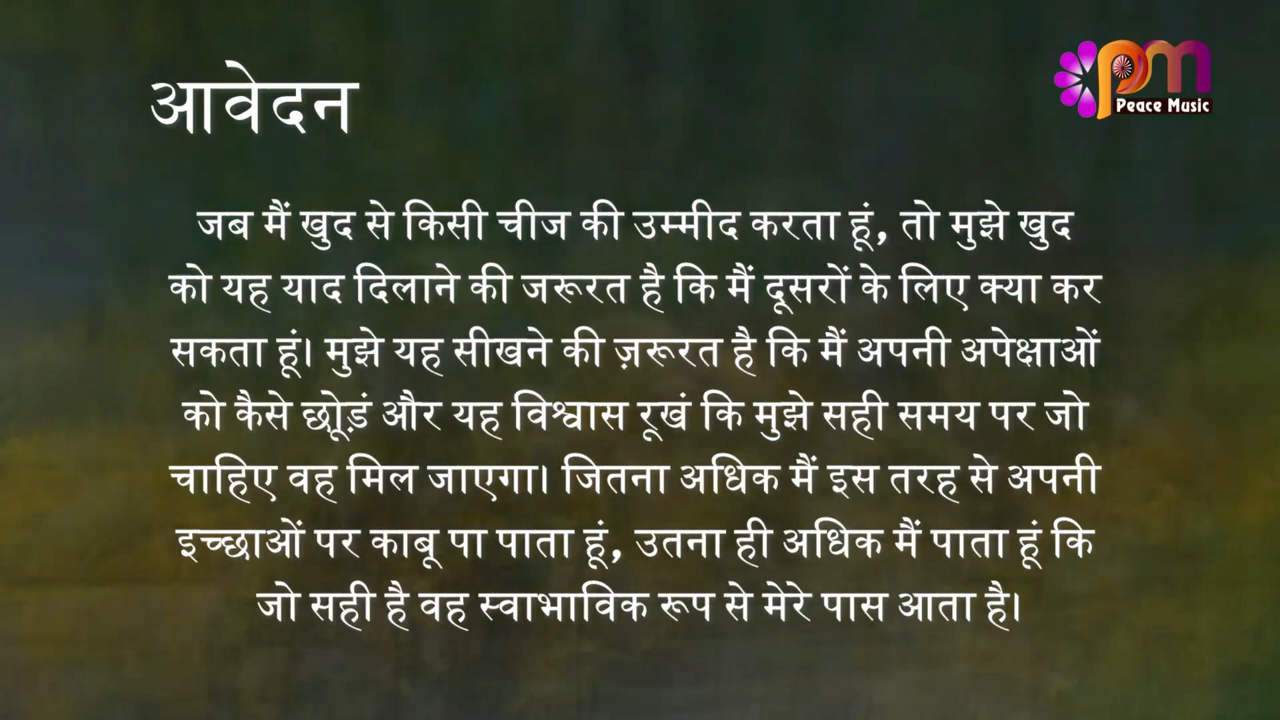 आवेदन
pm
Peace Music
जब मैं खुद से किसी चीज की उम्मीद करता हूं, तो मुझे खुद
को यह याद दिलाने की जरूरत है कि मैं दूसरों के लिए क्या कर
सकता हूं। मुझे यह सीखने की ज़रूरत है कि मैं अपनी अपेक्षाओं
को कैसे छोूड़ं और यह विश्वास रूखं कि मुझे सही समय पर जो
चाहिए वह मिल जाएगा। जितना अधिक मैं इस तरह से अपनी
इच्छाओं पर काबू पा पाता हूं, उतना ही अधिक मैं पाता हूं कि
जो सही है वह स्वाभाविक रूप से मेरे पास आता है।